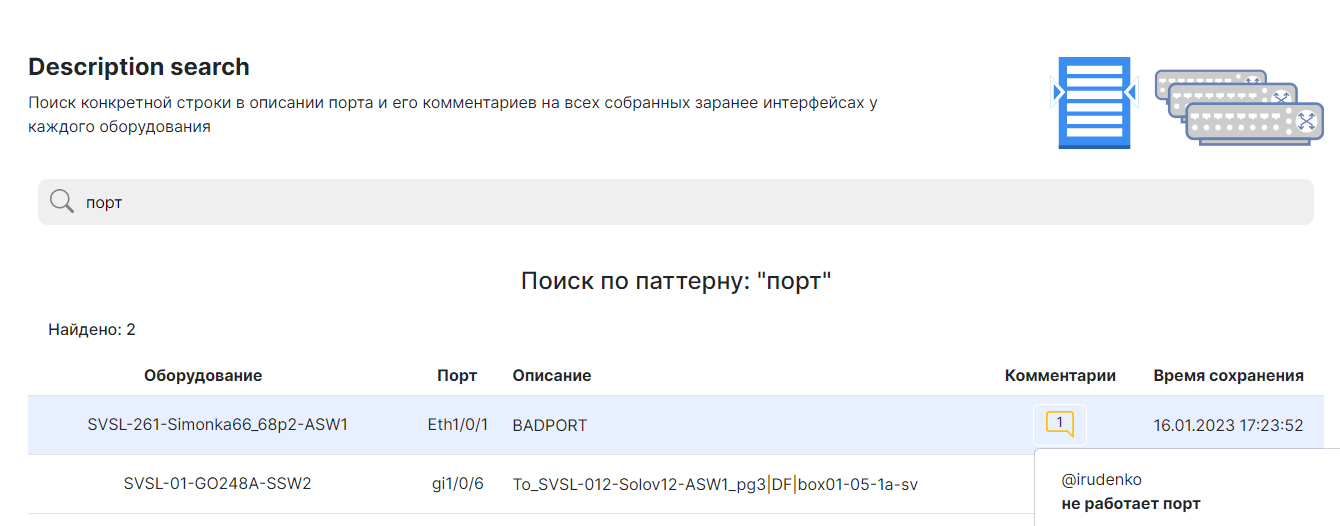 Description search
Поиск конкретной строки в описании порта и его комментариев на всех собранных заранее интерфейсах у
каждого оборудования
порт
Поиск по паттерну: "порт"
Найдено: 2
Оборудование Порт Описание Комментарии Время сохранения
SVSL-261-Simonka66_68p2-ASW1 Eth1/0/1 BADPORT 1 16.01.2023 17:23:52
SVSL-01-GO248A-SSW2 gi1/0/6 To_SVSL-012-Solov12-ASW1_pg3|DF|box01-05-1a-sv
@irudenko
не работает порт